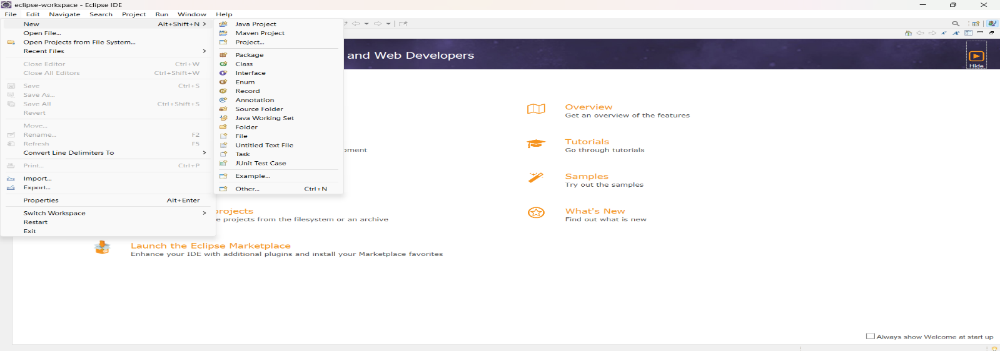 eclipse-workspace - Eclipse IDE
File Edit Navigate Search Project Run Window Help
New Alt+Shift+N >
Open File...
Open Projects from File System...
Recent Files >
Close Editor Ctrl+W
Close All Editors Ctrl+Shift+W
Save Ctrl+S
Save As...
Save All Ctrl+Shift+S
Revert
Move...
Rename... F2
Refresh F5
Convert Line Delimiters To >
Print... Ctrl+P
Import...
Export...
Properties Alt+Enter
Switch Workspace >
Restart
Exit
Java Project
Maven Project
Project...
Package
Class
Interface
Enum
Record
Annotation
Source Folder
Java Working Set
Folder
File
Untitled Text File
Task
JUnit Test Case
Example...
Other... Ctrl+N
and Web Developers
Hide
Overview
Get an overview of the features
Tutorials
Go through tutorials
Samples
Try out the samples
What's New
Find out what is new
projects
projects from the filesystem or an archive
Launch the Eclipse Marketplace
Enhance your IDE with additional plugins and install your Marketplace favorites
Always show Welcome at start up